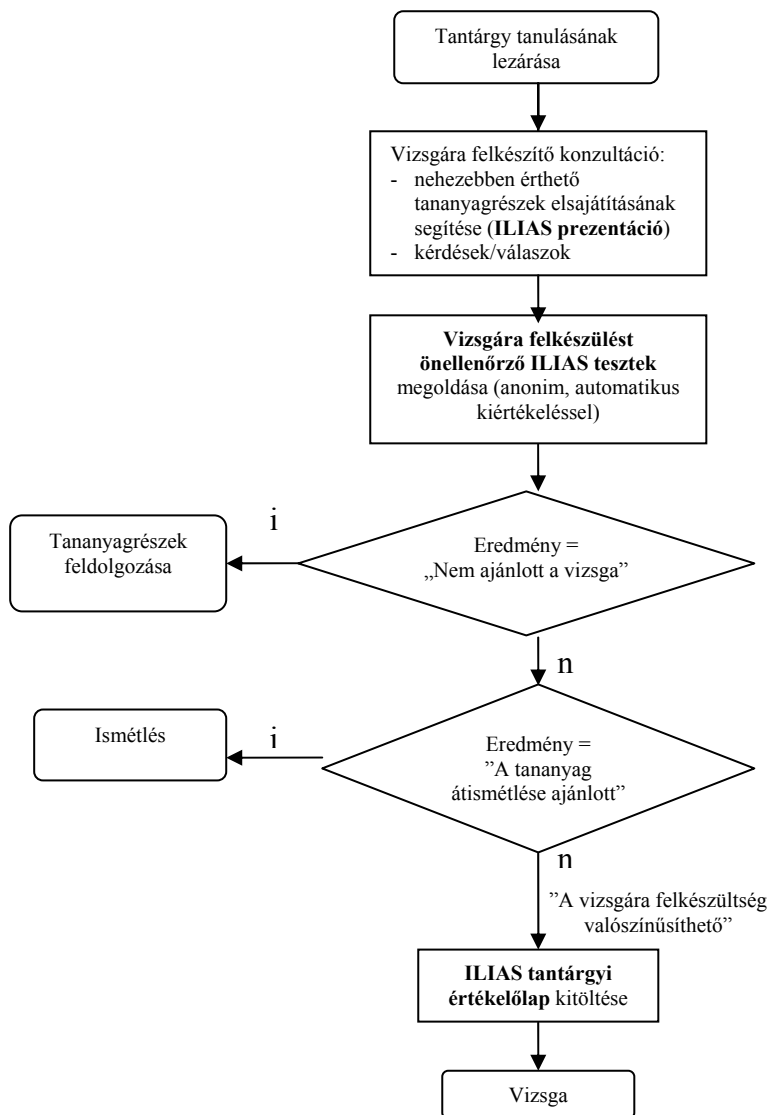 Tantárgy tanulásának
lezárása
Vizsgára felkészítő konzultáció:
- nehezebben érthető
tananyagrészek elsajátításának
segítése (ILIAS prezentáció)
- kérdések/válaszok
Vizsgára felkészülést
önellenőrző ILIAS tesztek
megoldása (anonim, automatikus
kiértékeléssel)
i
Tananyagrészek
feldolgozása
Eredmény =
„Nem ajánlott a vizsga”
n
i
Ismétlés
Eredmény =
”A tananyag
átismétlése ajánlott”
n
”A vizsgára felkészültség
valószínűsíthető”
ILIAS tantárgyi
értékelőlap kitöltése
Vizsga